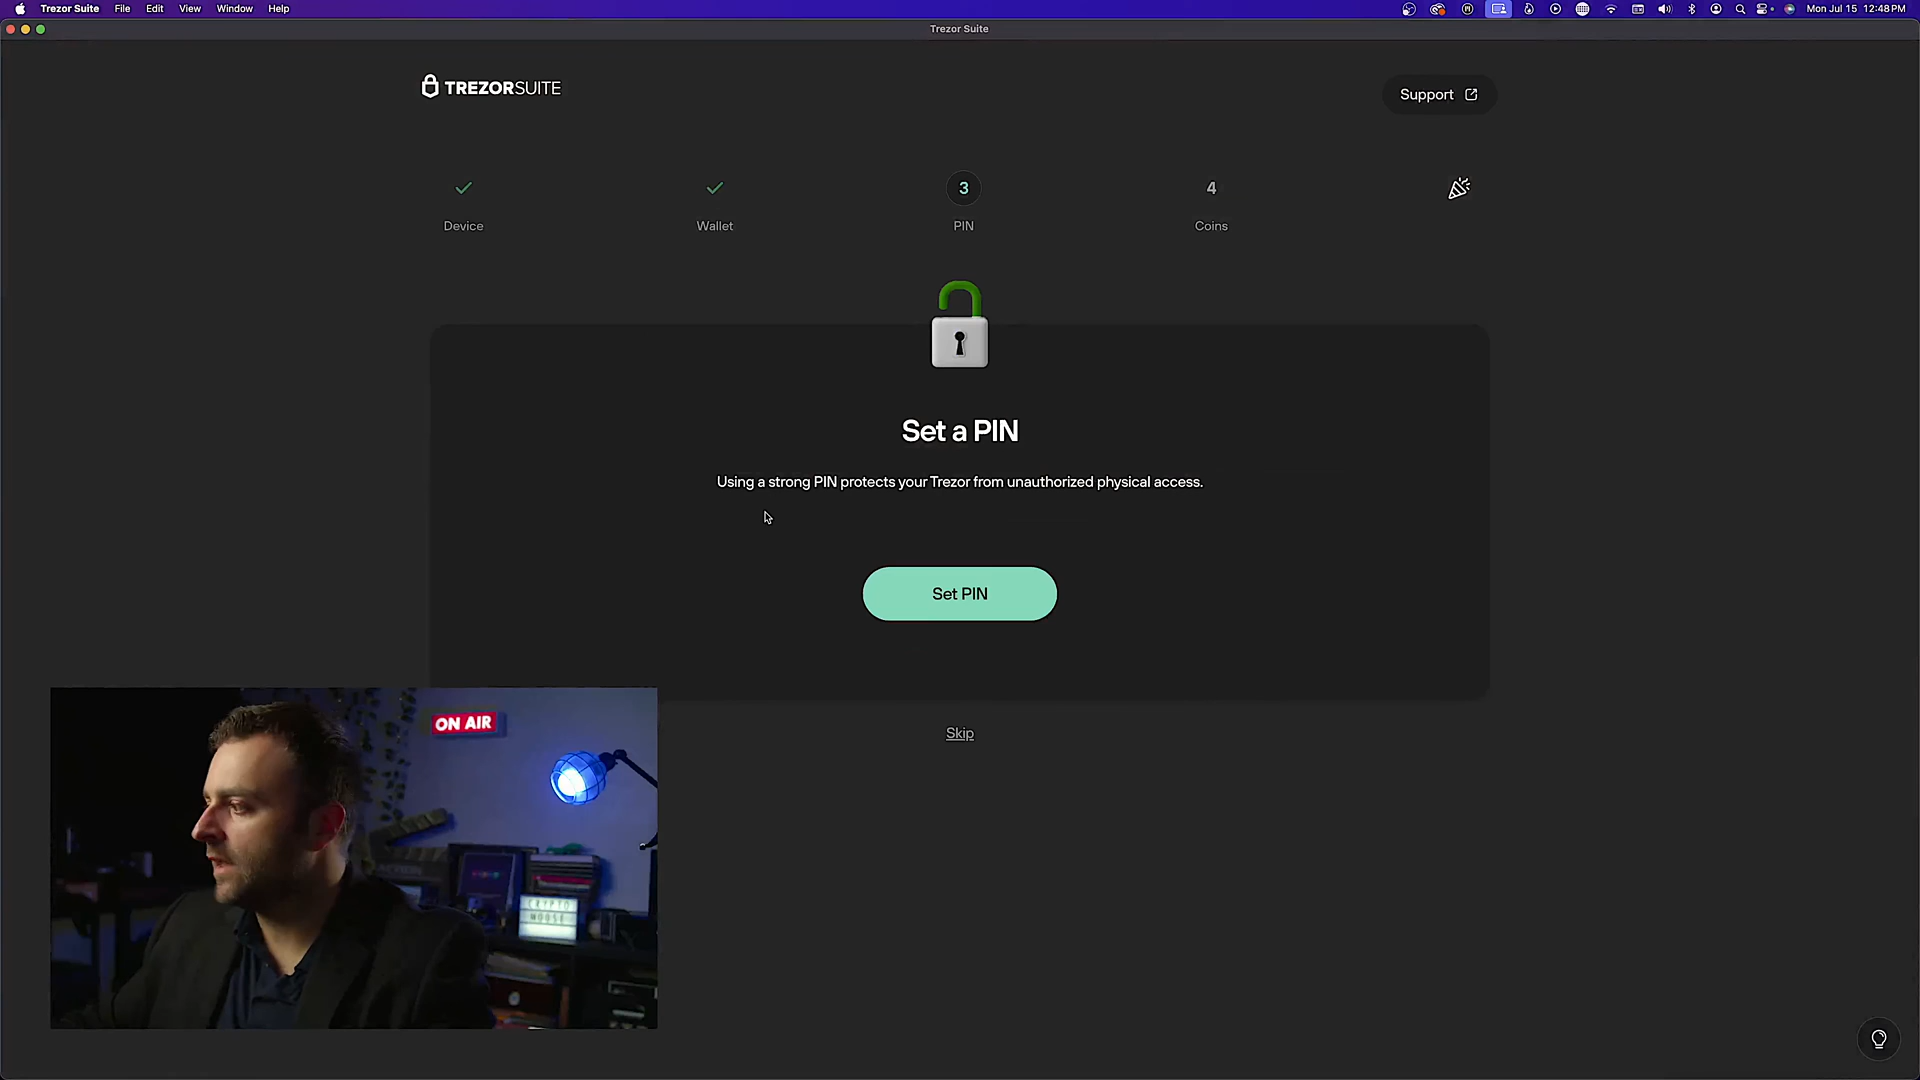 Trezor Suite File Edit View Window Help
Mon Jul 15 12:48 PM
Trezor Suite
TREZORSUITE
Support
3
4
Device
Wallet
PIN
Coins
Set a PIN
Using a strong PIN protects your Trezor from unauthorized physical access.
Set PIN
Skip
ON AIR
CRYPTO
MOOSE